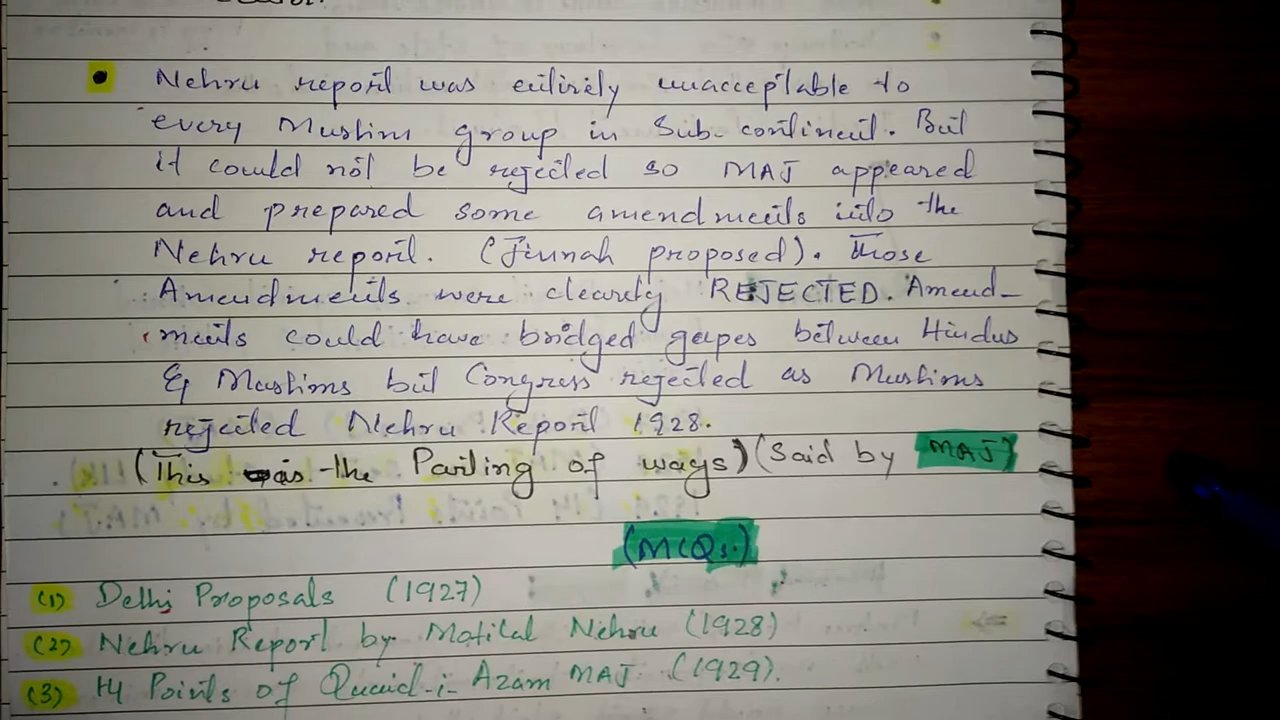 • Nehru report was entirely unacceptable to
every Muslim group in Sub-continent. But
it could not be rejected so MAJ appeared
and prepared some amendments into the
Nehru report. (Jinnah proposed). Those
Amendments were clearly REJECTED. Amend-
ments could have bridged gapes between Hindus
& Muslims but Congress rejected as Muslims
rejected Nehru Report 1928.
(This is the Parting of ways) (Said by MAJ)
(MCQs.)
(1) Delhi Proposals (1927)
(2) Nehru Report by Motilal Nehru (1928)
(3) 14 Points of Quaid-i-Azam MAJ (1929).